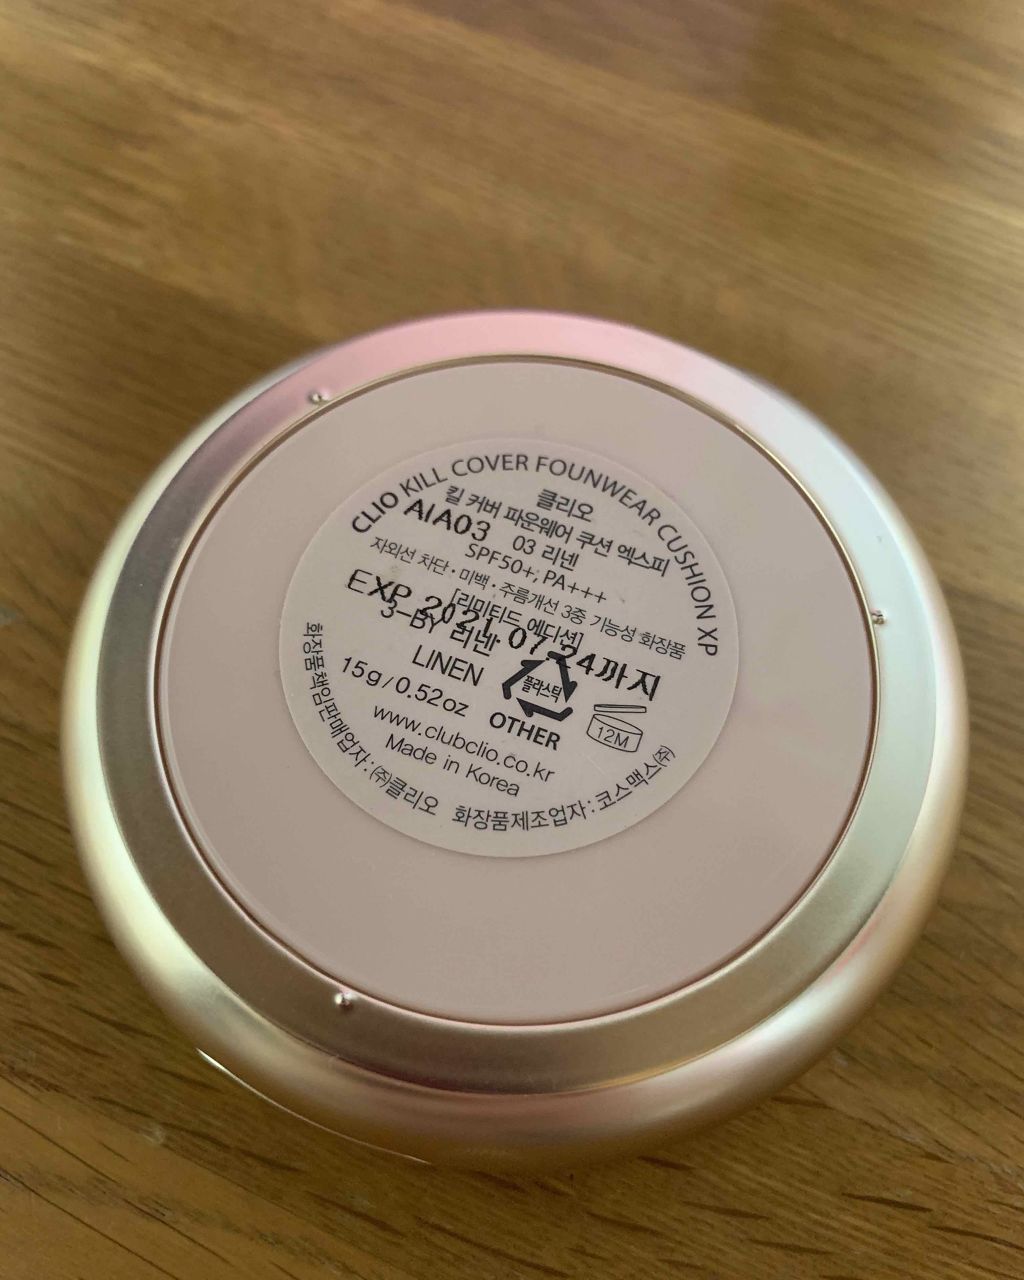 CLIO KILL COVER FOUNWEAR CUSHION XP
클리오
킬 커버 파운웨어 쿠션 엑스피
AIA03
03 리넨
SPF50+, PA+++
자외선 차단·미백·주름개선 3중 기능성 화장품
[리미티드 에디션]
EXP 2021 07 24까지
3-BY 리넨
LINEN
플라스틱
OTHER
15g/0.52oz
12M
www.clubclio.co.kr
Made in Korea
화장품책임판매업자:㈜클리오 화장품제조업자:코스맥스㈜